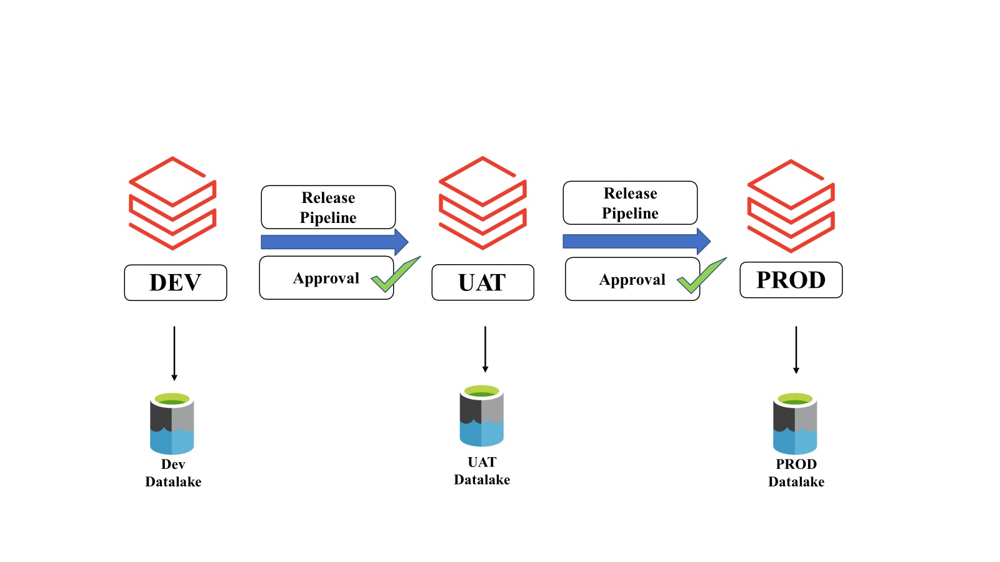 Release
Pipeline
Release
Pipeline
DEV
Approval
UAT
Approval
PROD
Dev
Datalake
UAT
Datalake
PROD
Datalake